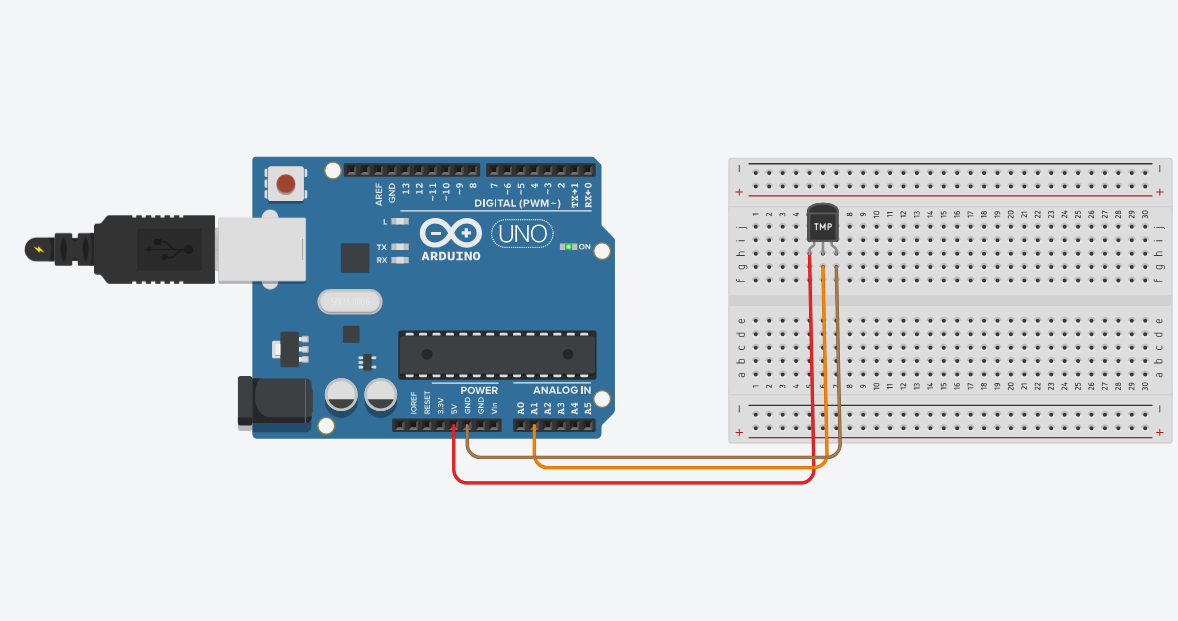 AREF
GND
13
12
~11
~10
~9
8
7
~6
~5
4
~3
2
TX→1
RX←0
DIGITAL (PWM~)
L
TX
RX
UNO
ON
ARDUINO
POWER
ANALOG IN
IOREF
RESET
3.3V
5V
GND
GND
Vin
A0
A1
A2
A3
A4
A5
TMP
1 2 3 4 8 9 10 11 12 13 14 15 16 17 18 19 20 21 22 23 24 25 26 27 28 29 30
j j
i i
h h
g g
f f
e e
d d
c c
b b
a a
1 2 3 4 5 6 7 8 9 10 11 12 13 14 15 16 17 18 19 20 21 22 23 24 25 26 27 28 29 30